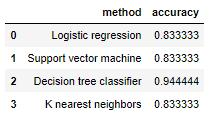 method accuracy
0 Logistic regression 0.833333
1 Support vector machine 0.833333
2 Decision tree classifier 0.944444
3 K nearest neighbors 0.833333